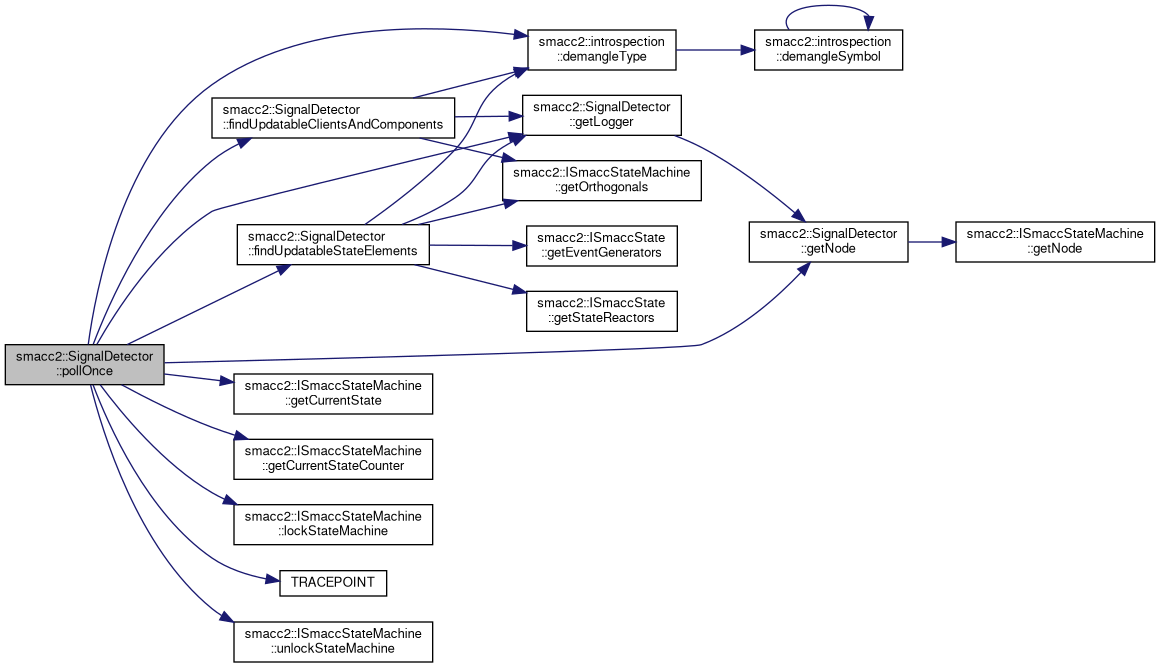 smacc2::introspection
::demangleType
smacc2::introspection
::demangleSymbol
smacc2::SignalDetector
::findUpdatableClientsAndComponents
smacc2::SignalDetector
::getLogger
smacc2::ISmaccStateMachine
::getOrthogonals
smacc2::SignalDetector
::findUpdatableStateElements
smacc2::ISmaccState
::getEventGenerators
smacc2::SignalDetector
::getNode
smacc2::ISmaccStateMachine
::getNode
smacc2::ISmaccState
::getStateReactors
smacc2::SignalDetector
::pollOnce
smacc2::ISmaccStateMachine
::getCurrentState
smacc2::ISmaccStateMachine
::getCurrentStateCounter
smacc2::ISmaccStateMachine
::lockStateMachine
TRACEPOINT
smacc2::ISmaccStateMachine
::unlockStateMachine